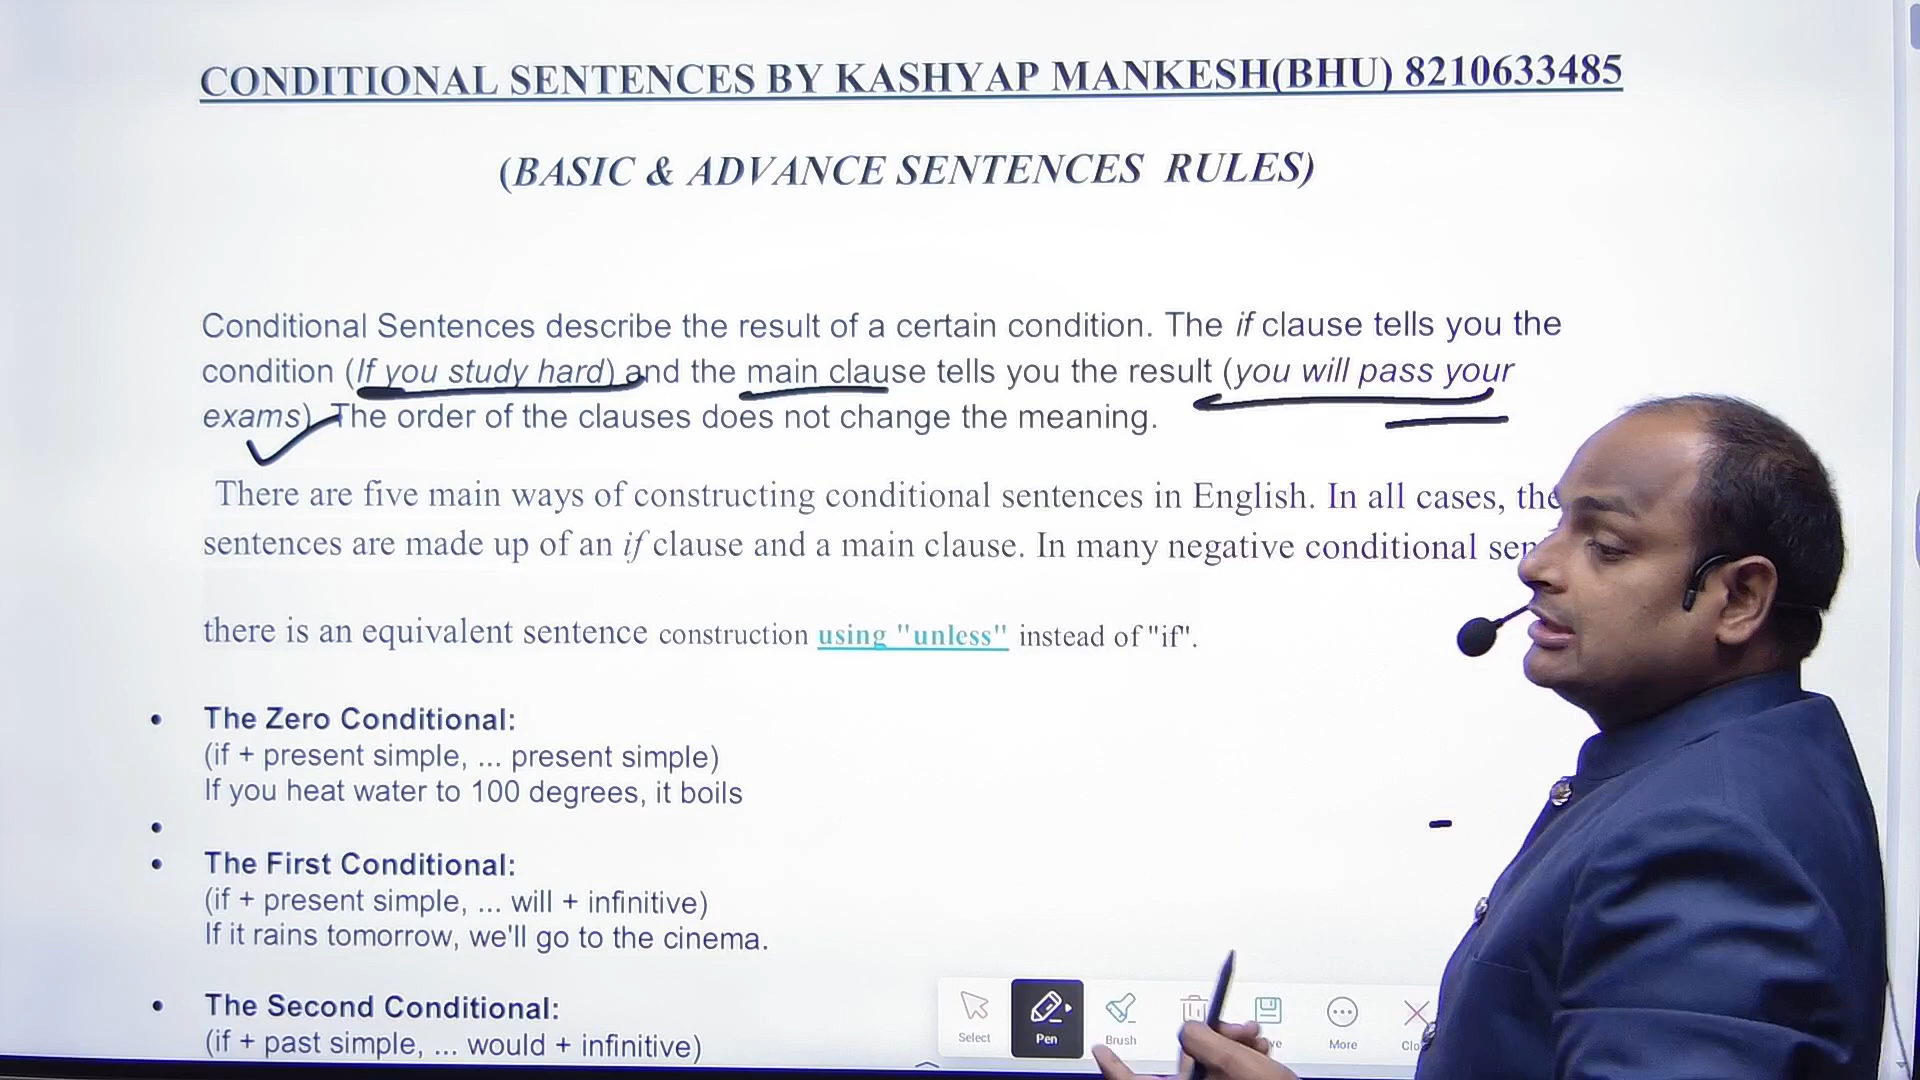 CONDITIONAL SENTENCES BY KASHYAP MANKESH(BHU) 8210633485
(BASIC & ADVANCE SENTENCES RULES)
Conditional Sentences describe the result of a certain condition. The if clause tells you the
condition (If you study hard) and the main clause tells you the result (you will pass your
exams). The order of the clauses does not change the meaning.
There are five main ways of constructing conditional sentences in English. In all cases, the
sentences are made up of an if clause and a main clause. In many negative conditional
there is an equivalent sentence construction using "unless" instead of "if".
• The Zero Conditional:
(if + present simple, ... present simple)
If you heat water to 100 degrees, it boils
•
• The First Conditional:
(if + present simple, ... will + infinitive)
If it rains tomorrow, we'll go to the cinema.
• The Second Conditional:
(if + past simple, ... would + infinitive)
Select Pen Brush More